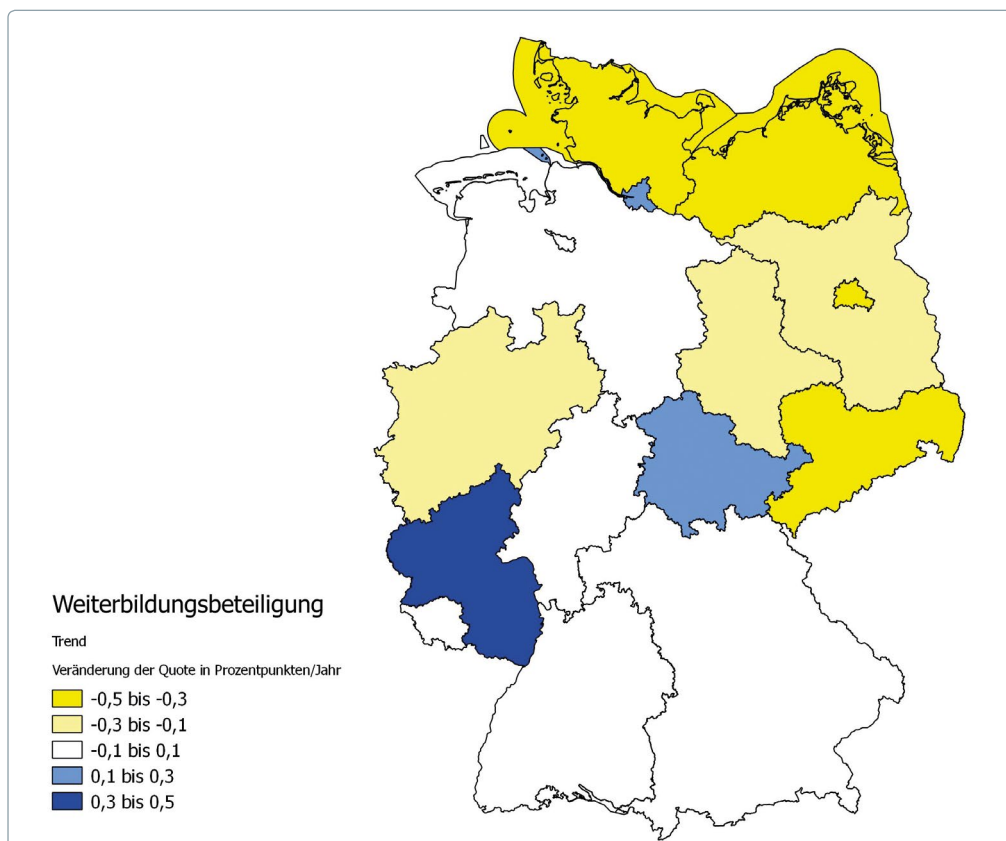 Weiterbildungsbeteiligung
Trend
Veränderung der Quote in Prozentpunkten/Jahr
-0,5 bis -0,3
-0,3 bis -0,1
-0,1 bis 0,1
0,1 bis 0,3
0,3 bis 0,5